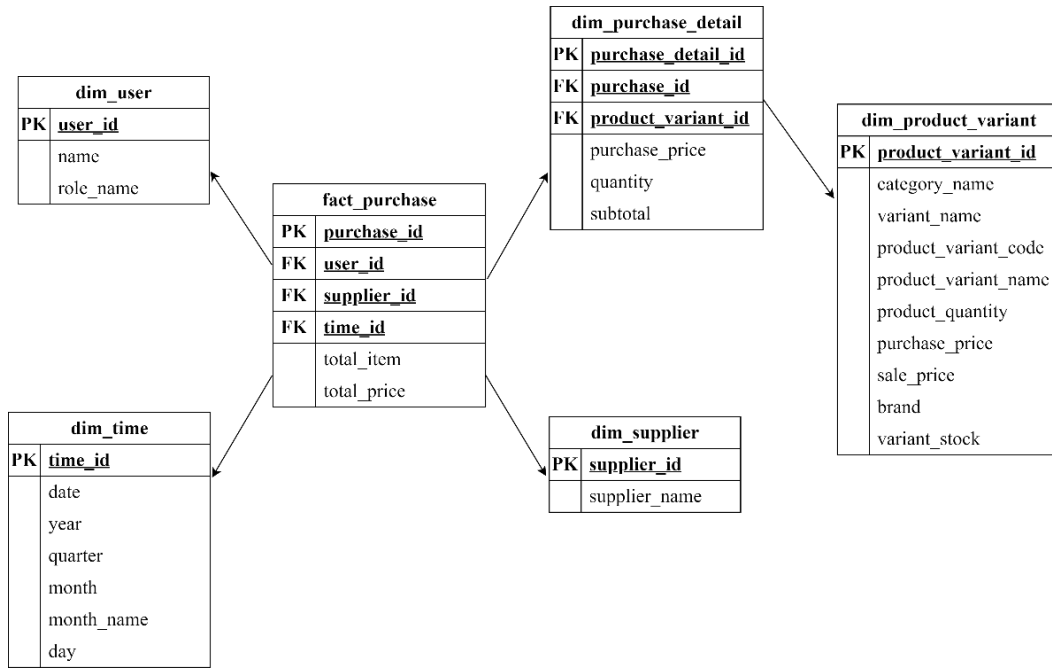 dim_user
PK user_id
name
role_name
fact_purchase
PK purchase_id
FK user_id
FK supplier_id
FK time_id
total_item
total_price
dim_time
PK time_id
date
year
quarter
month
month_name
day
dim_purchase_detail
PK purchase_detail_id
FK purchase_id
FK product_variant_id
purchase_price
quantity
subtotal
dim_supplier
PK supplier_id
supplier_name
dim_product_variant
PK product_variant_id
category_name
variant_name
product_variant_code
product_variant_name
product_quantity
purchase_price
sale_price
brand
variant_stock